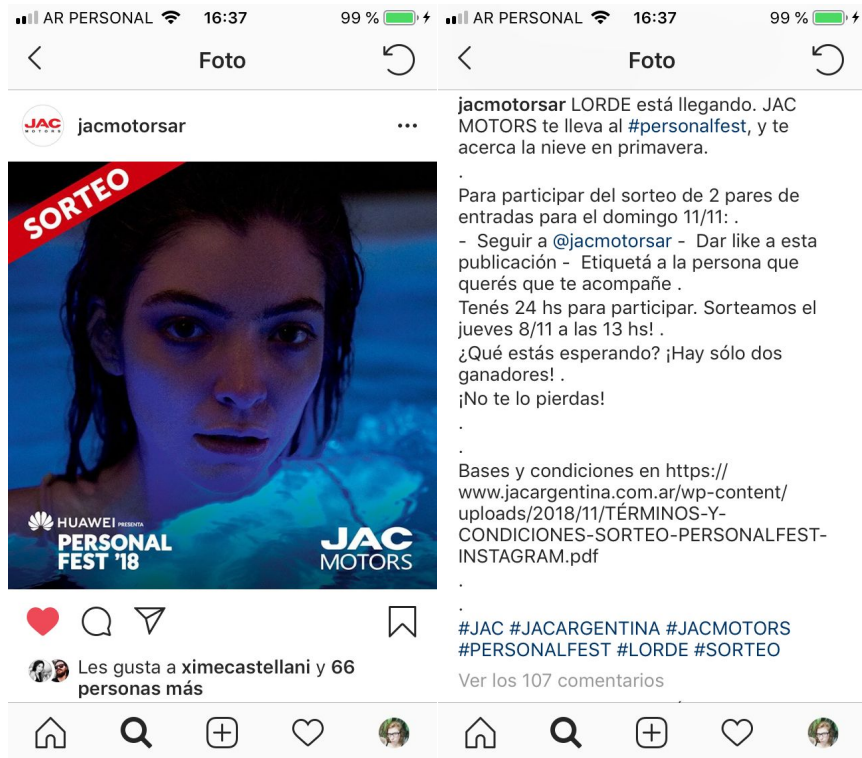 AR PERSONAL 16:37 99 %
Foto
JAC MOTORS jacmotorsar
SORTEO
HUAWEI PRESENTA
PERSONAL
FEST '18
JAC
MOTORS
Les gusta a ximecastellani y 66
personas más
AR PERSONAL 16:37 99 %
Foto
jacmotorsar LORDE está llegando. JAC
MOTORS te lleva al #personalfest, y te
acerca la nieve en primavera.
.
Para participar del sorteo de 2 pares de
entradas para el domingo 11/11: .
- Seguir a @jacmotorsar - Dar like a esta
publicación - Etiquetá a la persona que
querés que te acompañe .
Tenés 24 hs para participar. Sorteamos el
jueves 8/11 a las 13 hs! .
¿Qué estás esperando? ¡Hay sólo dos
ganadores! .
¡No te lo pierdas!
.
.
Bases y condiciones en https://
www.jacargentina.com.ar/wp-content/
uploads/2018/11/TÉRMINOS-Y-
CONDICIONES-SORTEO-PERSONALFEST-
INSTAGRAM.pdf
.
.
#JAC #JACARGENTINA #JACMOTORS
#PERSONALFEST #LORDE #SORTEO
Ver los 107 comentarios